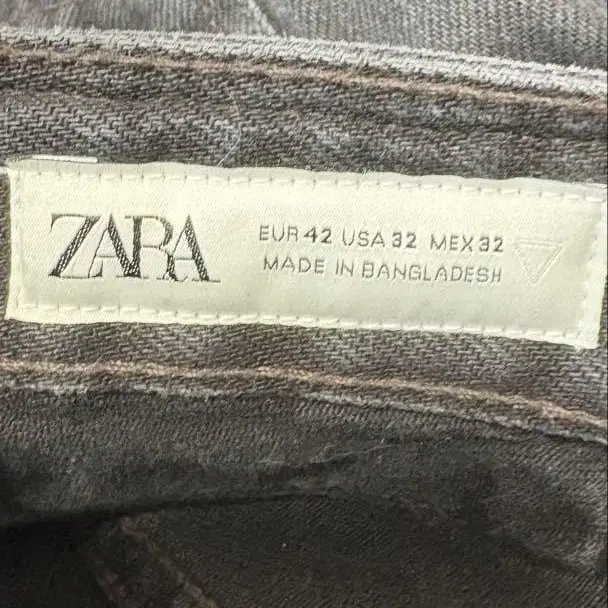 ZARA
EUR 42 USA 32 MEX 32
MADE IN BANGLADESH